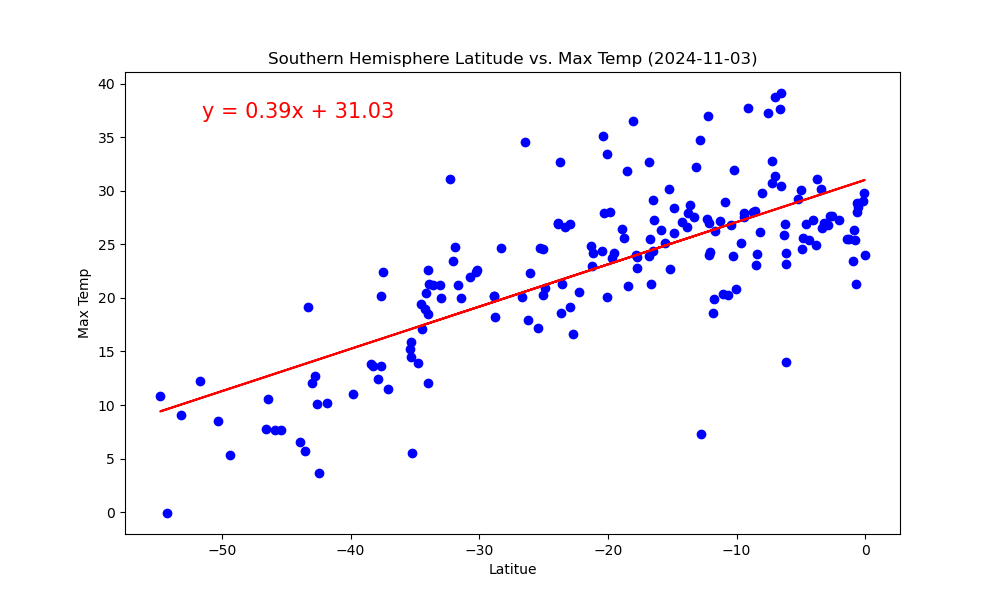 Southern Hemisphere Latitude vs. Max Temp (2024-11-03)
y = 0.39x + 31.03
Max Temp
40
35
30
25
20
15
10
5
0
−50 −40 −30 −20 −10 0
Latitue